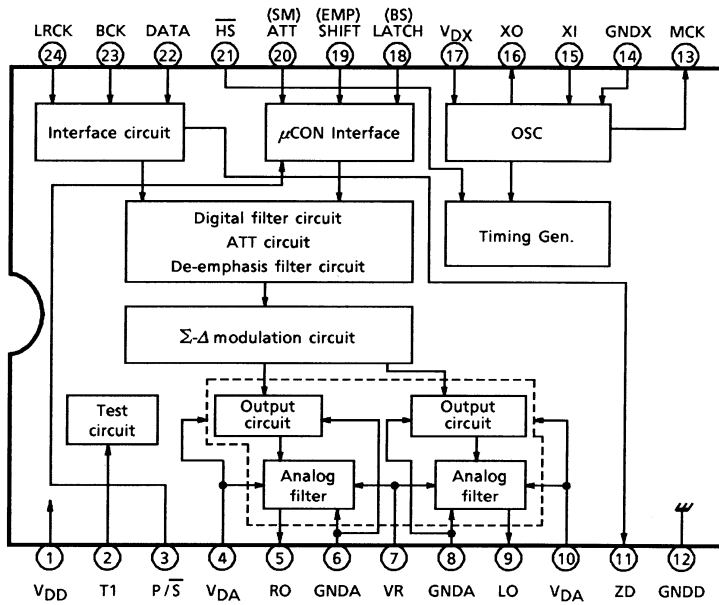 (SM) (EMP) (BS)
LRCK BCK DATA H̅S̅ ATT SHIFT LATCH VDX XO XI GNDX MCK
24 23 22 21 20 19 18 17 16 15 14 13
Interface circuit
μCON Interface
OSC
Digital filter circuit
ATT circuit
De-emphasis filter circuit
Timing Gen.
Σ-Δ modulation circuit
Test
circuit
Output
circuit
Output
circuit
Analog
filter
Analog
filter
1 2 3 4 5 6 7 8 9 10 11 12
VDD T1 P/S̅ VDA RO GNDA VR GNDA LO VDA ZD GNDD